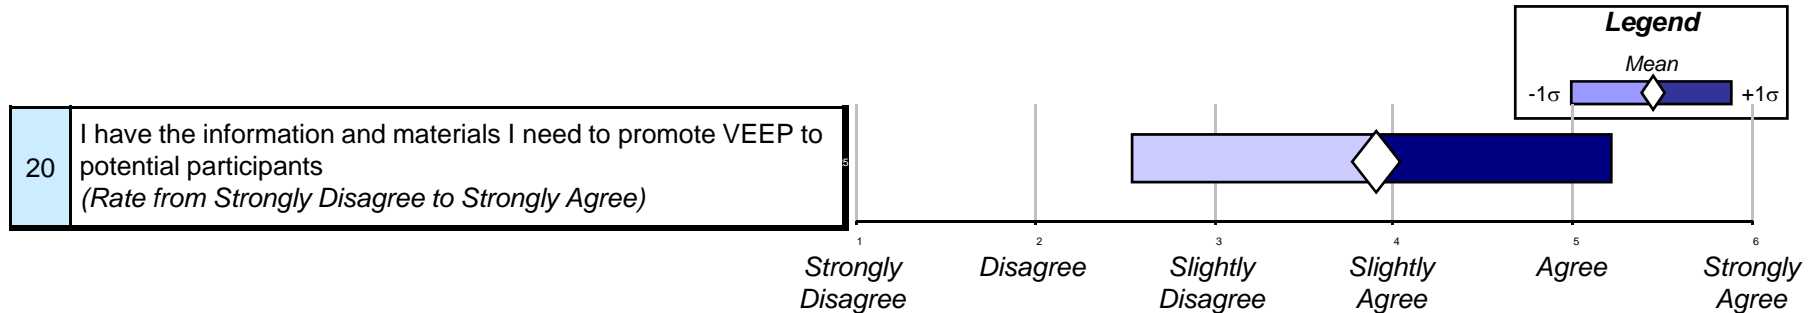 Legend
Mean
-1σ +1σ
20
I have the information and materials I need to promote VEEP to
potential participants
(Rate from Strongly Disagree to Strongly Agree)
5
1 2 3 4 5 6
Strongly Disagree Slightly Slightly Agree Strongly
Disagree Disagree Agree Agree